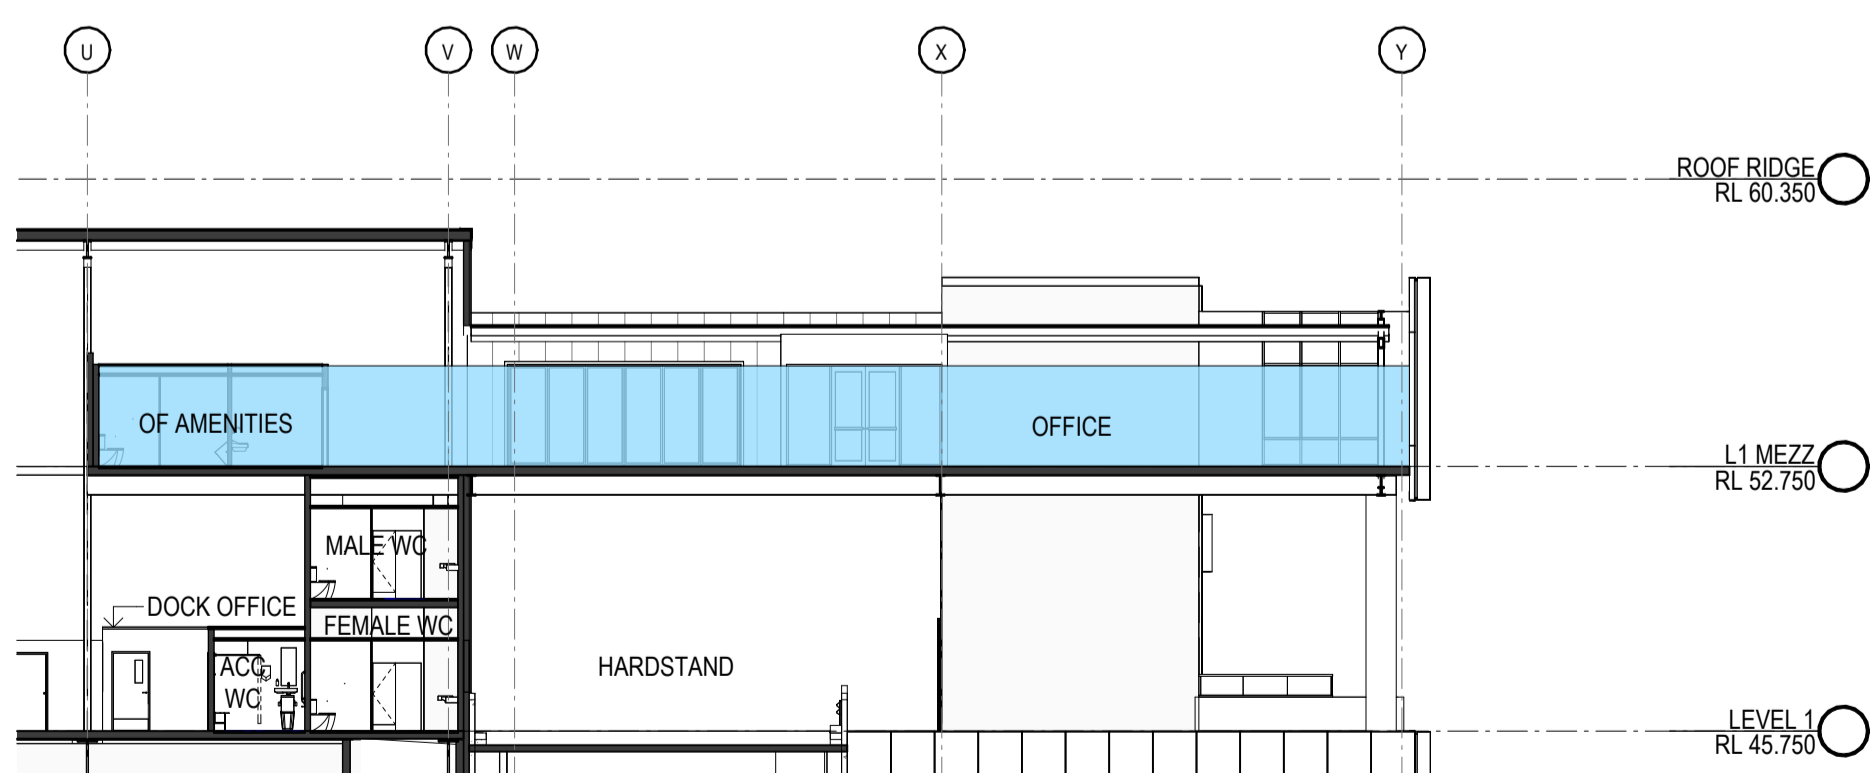 U
V
W
X
Y
ROOF RIDGE
RL 60.350
OF AMENITIES
OFFICE
L1 MEZZ
RL 52.750
MALE WC
DOCK OFFICE
FEMALE WC
ACC
WC
HARDSTAND
LEVEL 1
RL 45.750